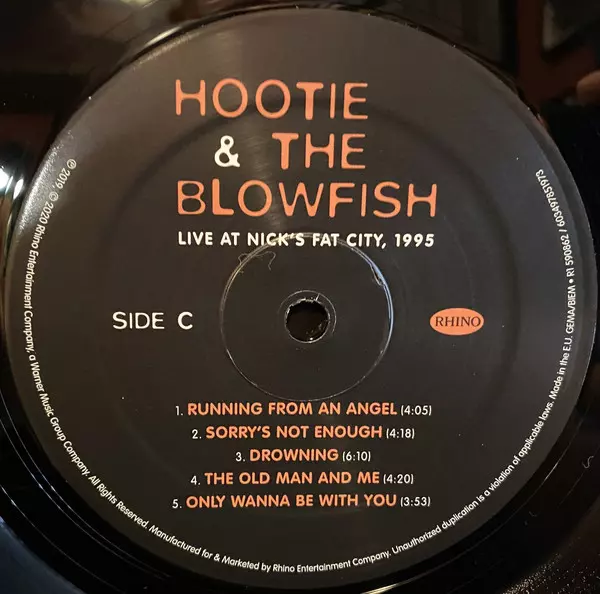 HOOTIE
& THE
BLOWFISH
LIVE AT NICK'S FAT CITY, 1995
SIDE C
RHINO
1. RUNNING FROM AN ANGEL (4:05)
2. SORRY'S NOT ENOUGH (4:18)
3. DROWNING (6:10)
4. THE OLD MAN AND ME (4:20)
5. ONLY WANNA BE WITH YOU (3:53)
℗ 2019, © 2020 Rhino Entertainment Company, a Warner Music Group Company. All Rights Reserved. Manufactured for & Marketed by Rhino Entertainment Company. Unauthorized duplication is a violation of applicable laws. Made in the E.U. GEMA/BIEM • R1 590862 / 603497851973